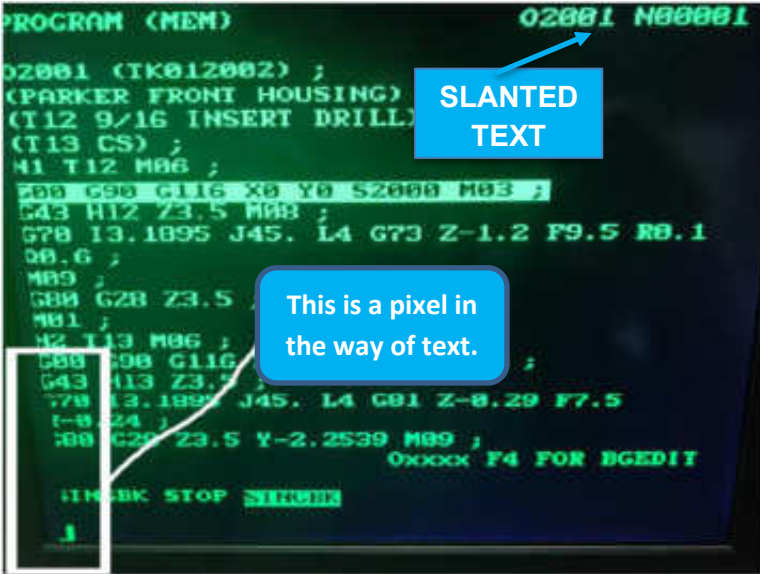 PROGRAM (MEM) O2001 N00001
O2001 (TK012002) ;
(PARKER FRONT HOUSING)
(T12 9/16 INSERT DRILL)
(T13 CS) ;
N1 T12 M06 ;
G00 G90 G116 X0 Y0 S2000 M03 ;
G43 H12 Z3.5 M08 ;
G70 I3.1895 J45. L4 G73 Z-1.2 F9.5 R0.1
Q0.6 ;
M09 ;
G80 G28 Z3.5 ;
M01 ;
N2 T13 M06 ;
G00 G90 G116 ;
G43 H13 Z3. ;
G70 I3.1895 J45. L4 G81 Z-0.29 F7.5
-0.24 ;
G80 G28 Z3.5 Y-2.2539 M09 ;
Oxxxx F4 FOR BGEDIT
STOP SINGBK
SLANTED
TEXT
This is a pixel in
the way of text.